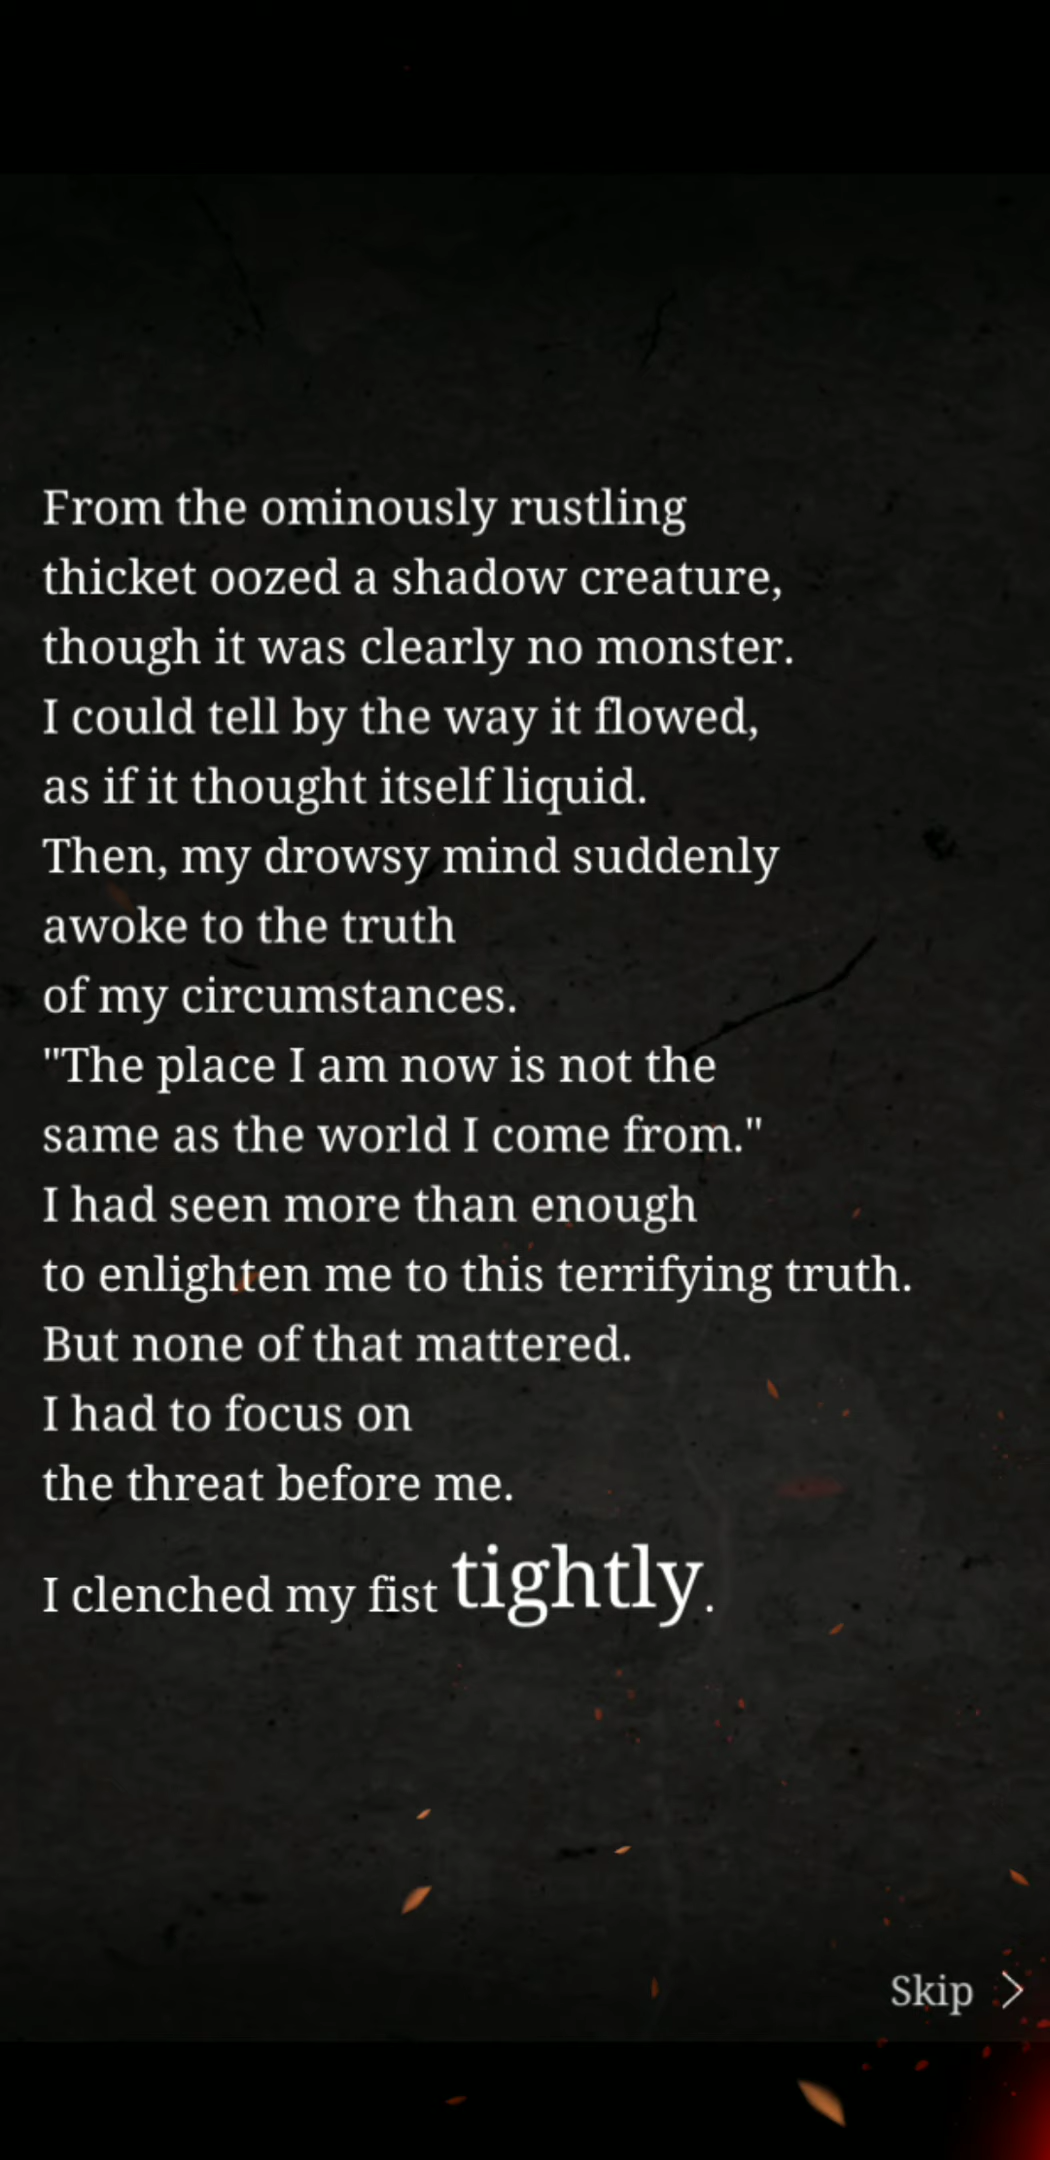 From the ominously rustling
thicket oozed a shadow creature,
though it was clearly no monster.
I could tell by the way it flowed,
as if it thought itself liquid.
Then, my drowsy mind suddenly
awoke to the truth
of my circumstances.
"The place I am now is not the
same as the world I come from."
I had seen more than enough
to enlighten me to this terrifying truth.
But none of that mattered.
I had to focus on
the threat before me.
I clenched my fist tightly.
Skip >